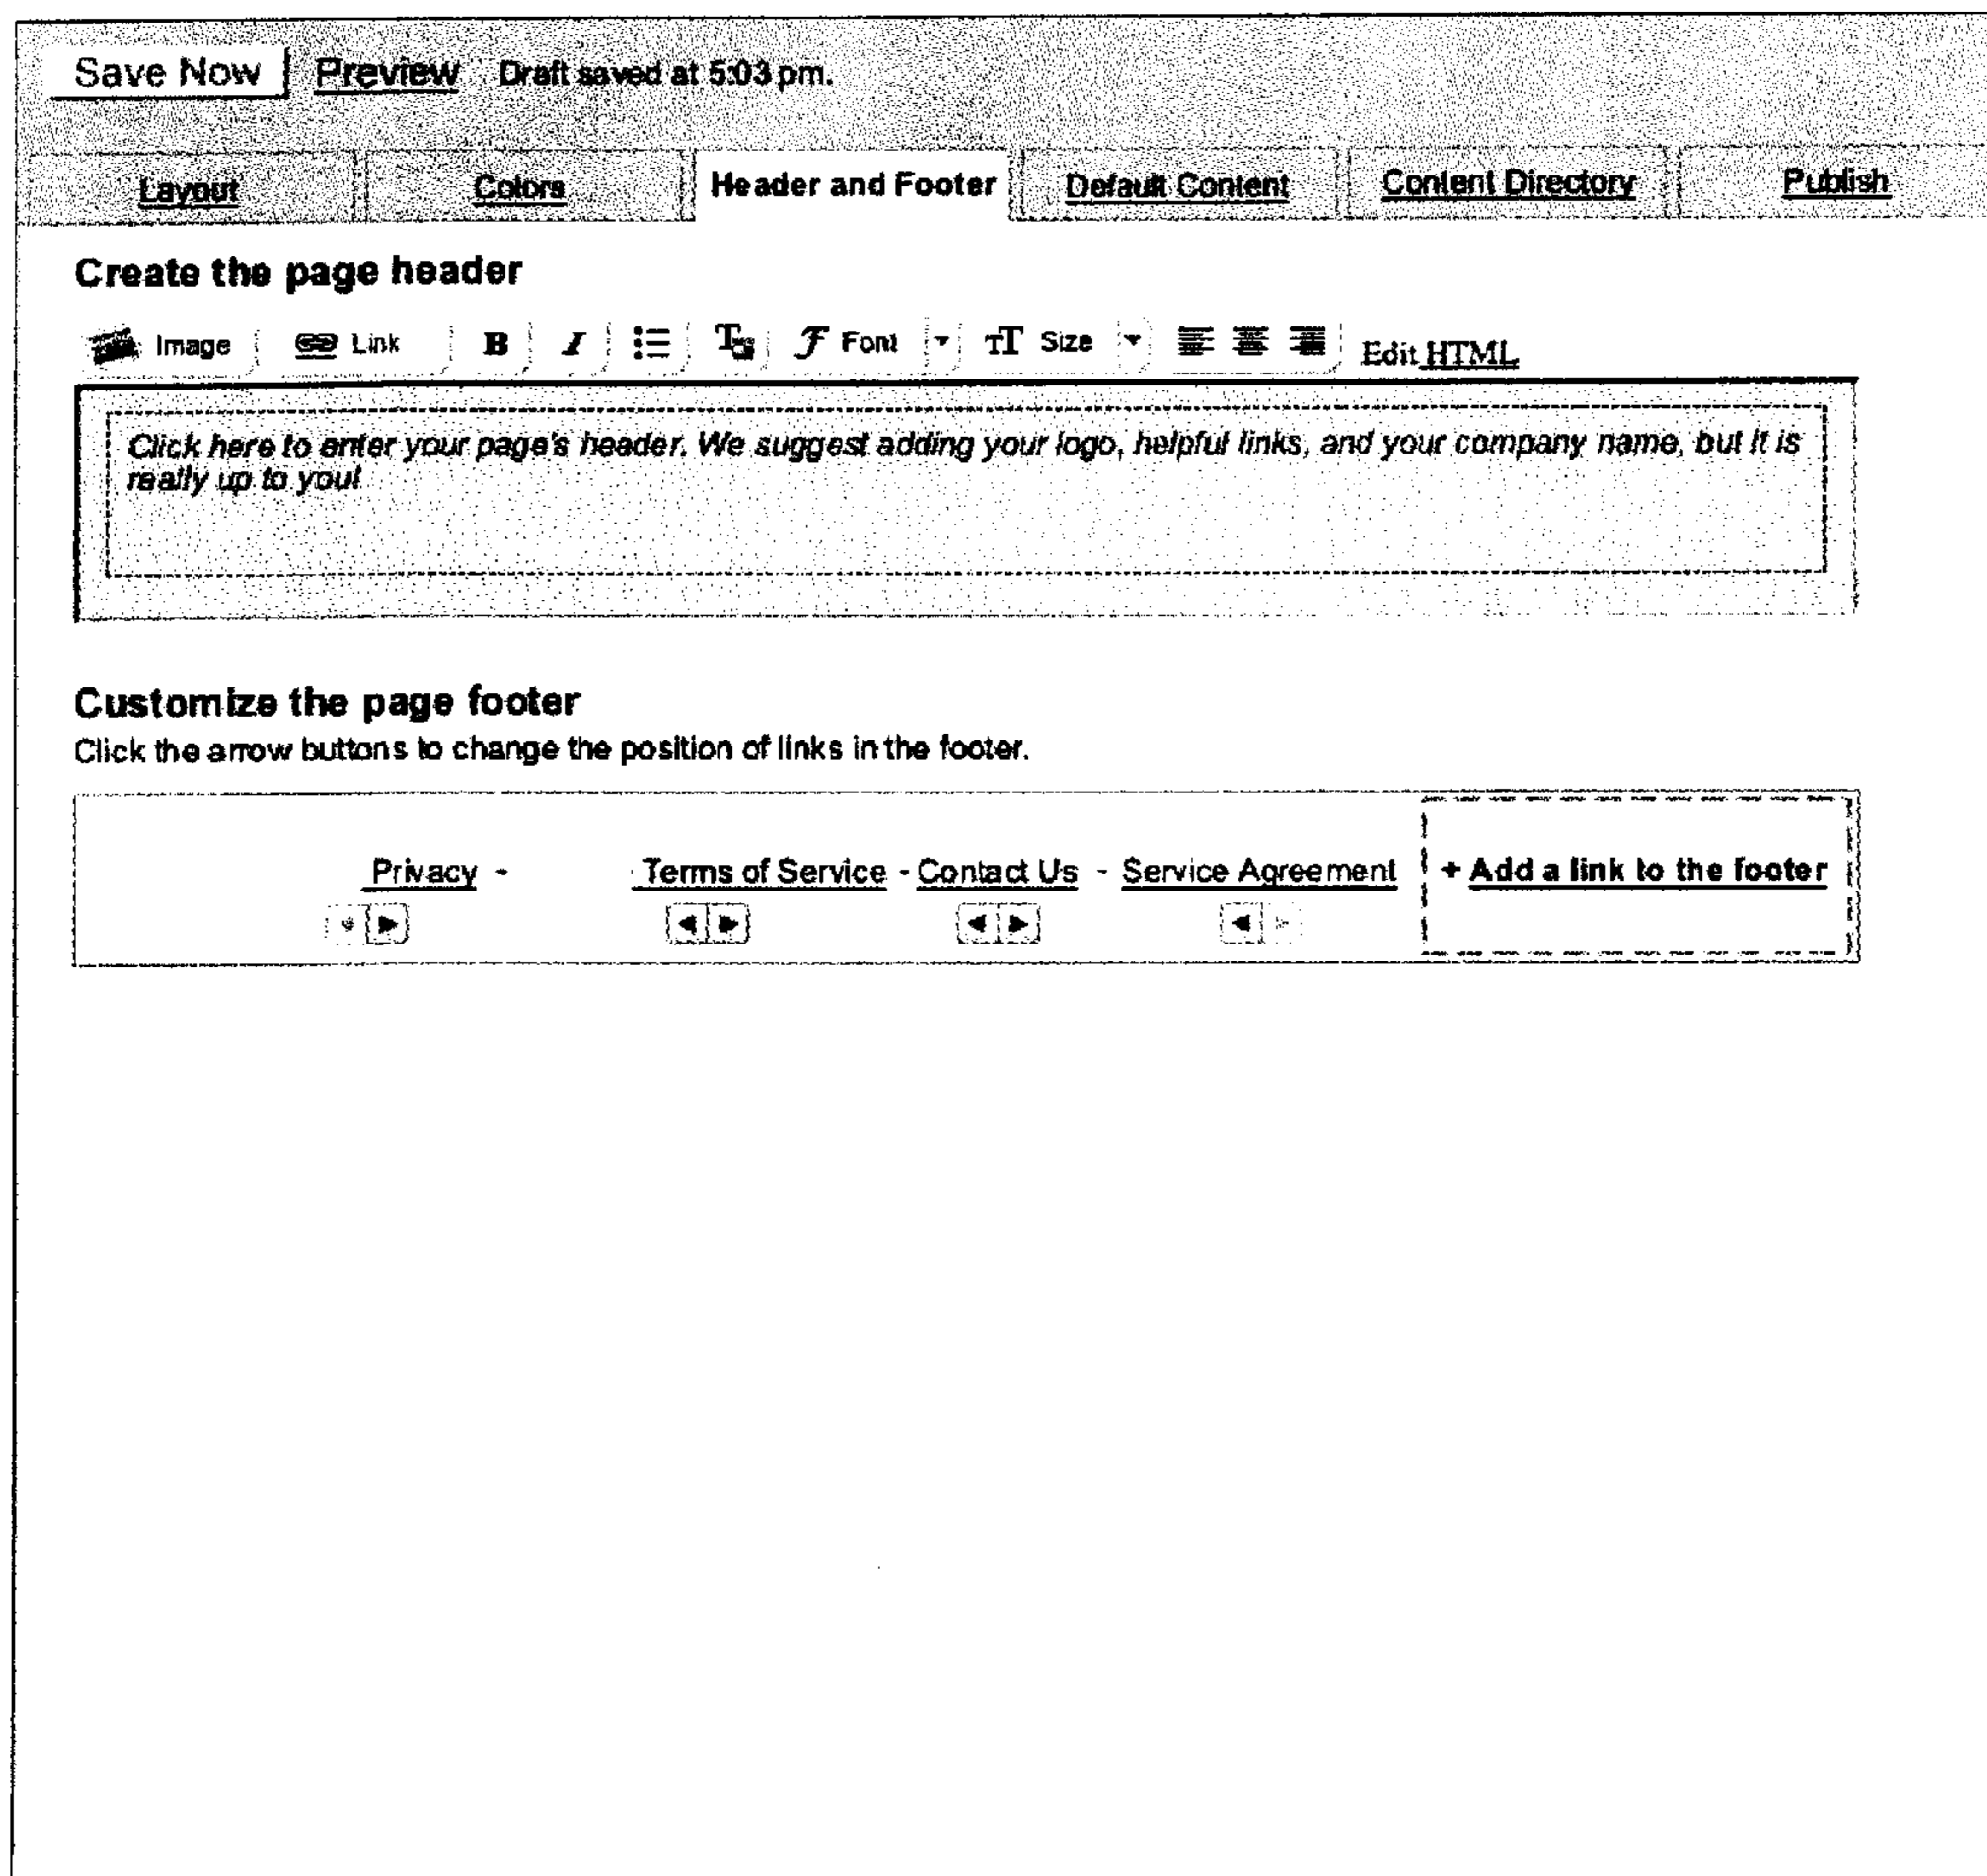 Save Now Preview Draft saved at 5:03 pm.
Layout Colors Header and Footer Default Content Content Directory Publish
Create the page header
Image Link B I T Font TT Size Edit HTML
Click here to enter your page's header. We suggest adding your logo, helpful links, and your company name, but it is
really up to you!
Customize the page footer
Click the arrow buttons to change the position of links in the footer.
Privacy - Terms of Service - Contact Us - Service Agreement + Add a link to the footer